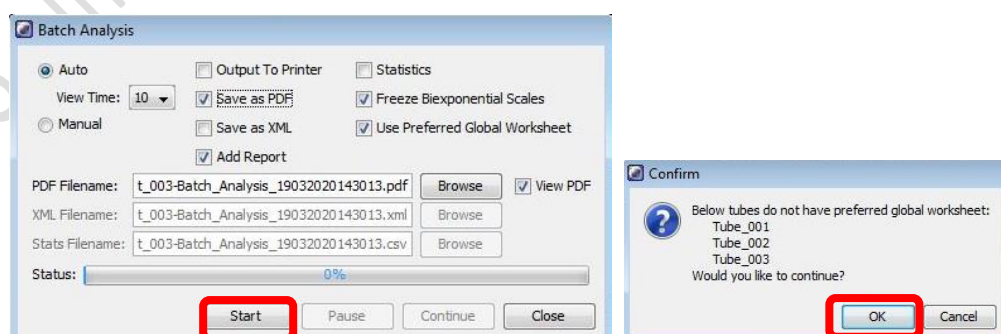 Batch Analysis
Auto
Output To Printer
Statistics
View Time: 10
Save as PDF
Freeze Biexponential Scales
Manual
Save as XML
Use Preferred Global Worksheet
Add Report
PDF Filename: t_003-Batch_Analysis_19032020143013.pdf Browse View PDF
XML Filename: t_003-Batch_Analysis_19032020143013.xml Browse
Stats Filename: t_003-Batch_Analysis_19032020143013.csv Browse
Status: 0%
Start Pause Continue Close
Confirm
Below tubes do not have preferred global worksheet:
Tube_001
Tube_002
Tube_003
Would you like to continue?
OK Cancel